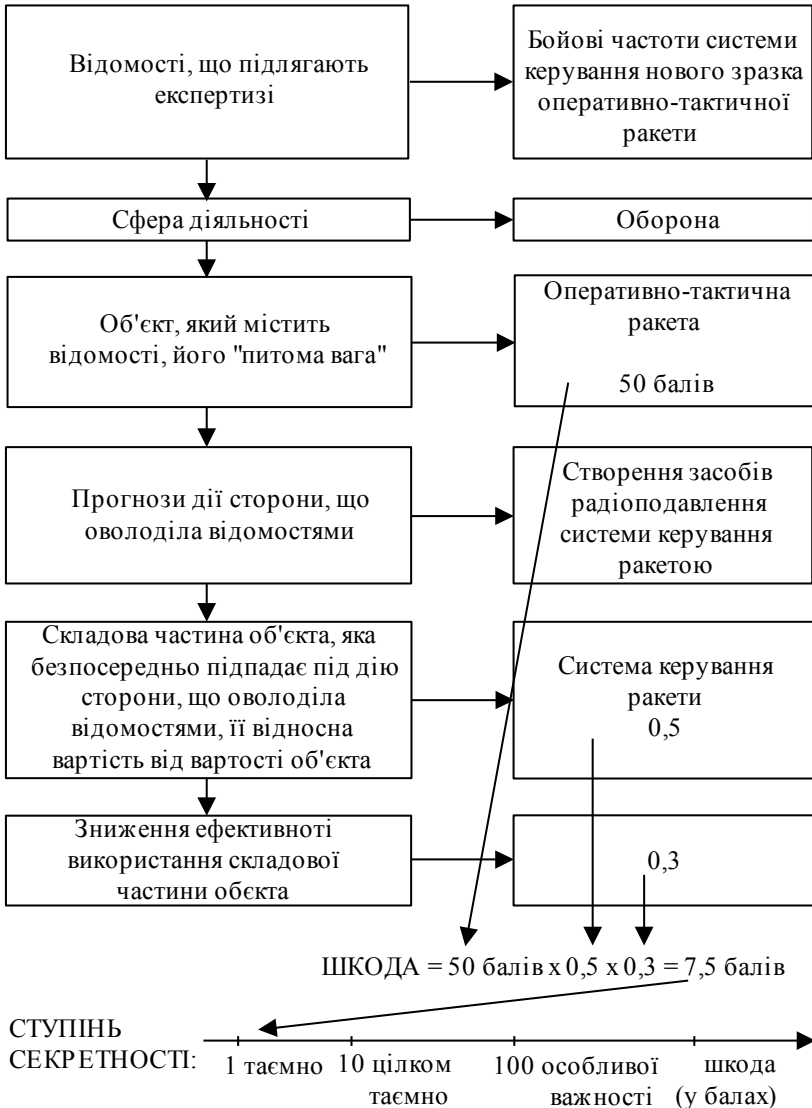 Відомості, що підлягають
експертизі
Бойові частоти системи
керування нового зразка
оперативно-тактичної
ракети
Сфера діяльності
Оборона
Об'єкт, який містить
відомості, його "питома вага"
Оперативно-тактична
ракета
50 балів
Прогнози дії сторони, що
оволоділа відомостями
Створення засобів
радіоподавлення
системи керування
ракетою
Складова частина об'єкта, яка
безпосередньо підпадає під дію
сторони, що оволоділа
відомостями, її відносна
вартість від вартості об'єкта
Система керування
ракети
0,5
Зниження ефективноті
використання складової
частини обєкта
0,3
ШКОДА = 50 балів х 0,5 х 0,3 = 7,5 балів
СТУПІНЬ
СЕКРЕТНОСТІ:
1 таємно
10 цілком
таємно
100 особливої
важності
шкода
(у балах)